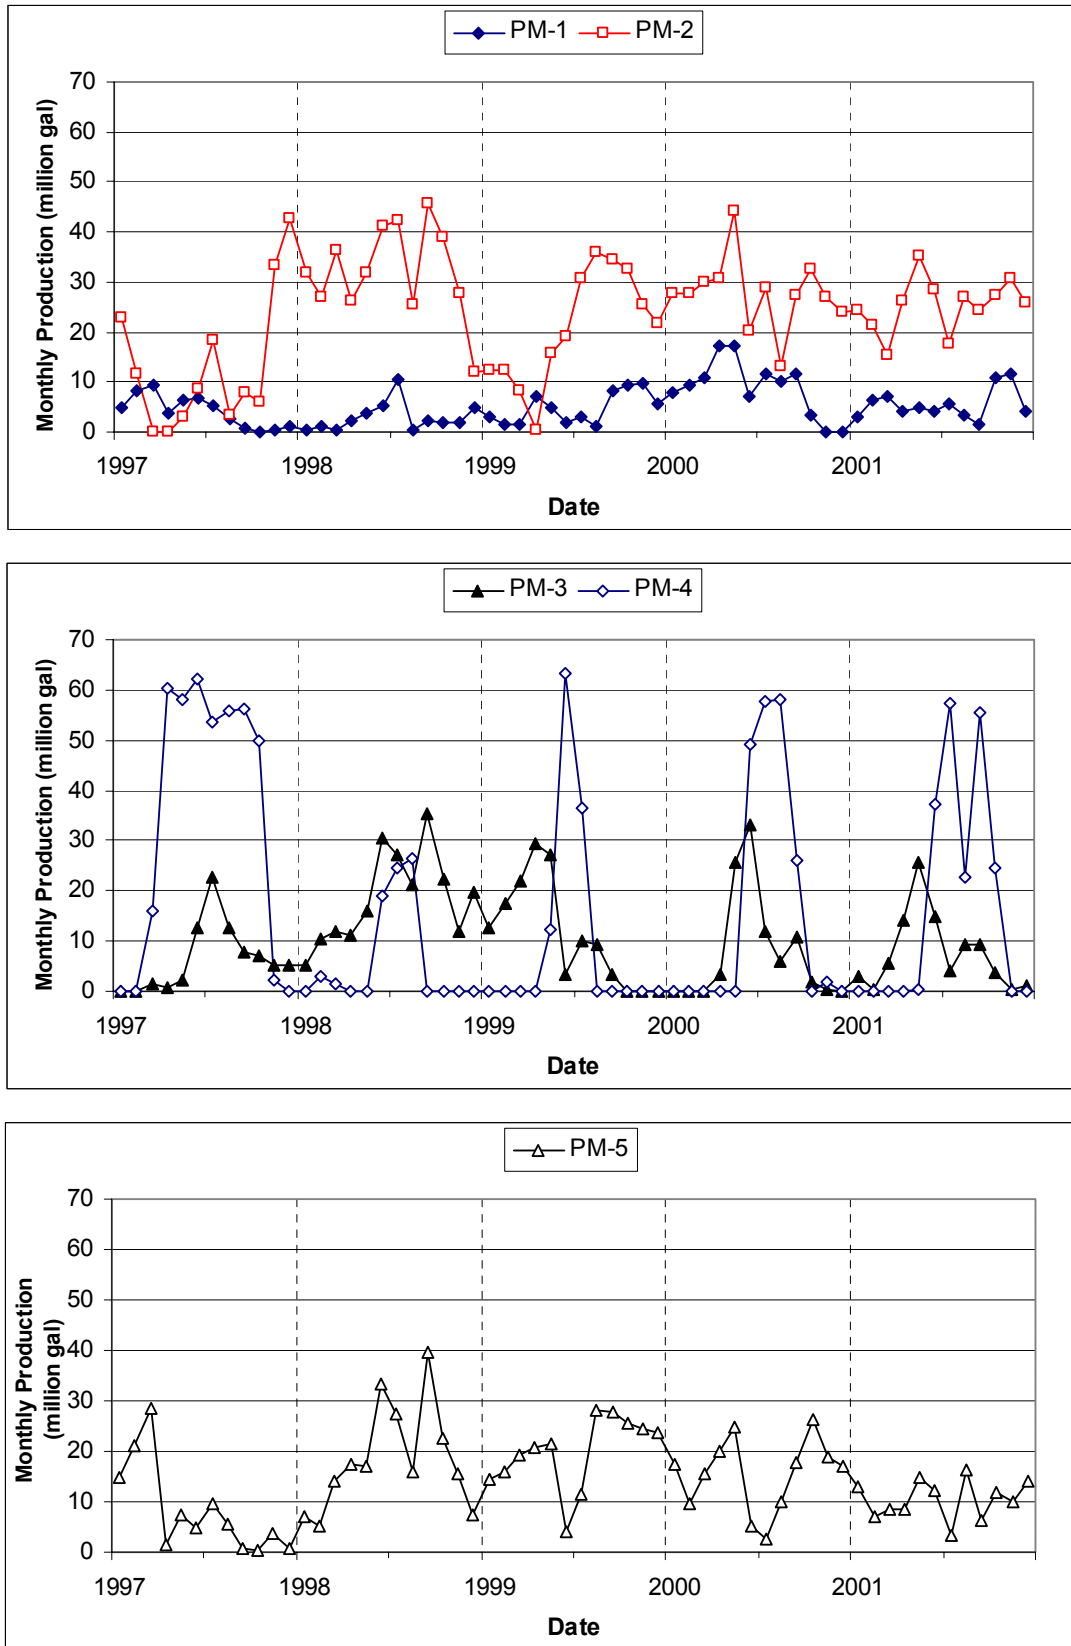 PM-1 PM-2
Monthly Production (million gal)
70
60
50
40
30
20
10
0
1997 1998 1999 2000 2001
Date
PM-3 PM-4
Monthly Production (million gal)
70
60
50
40
30
20
10
0
1997 1998 1999 2000 2001
Date
PM-5
Monthly Production
(million gal)
70
60
50
40
30
20
10
0
1997 1998 1999 2000 2001
Date